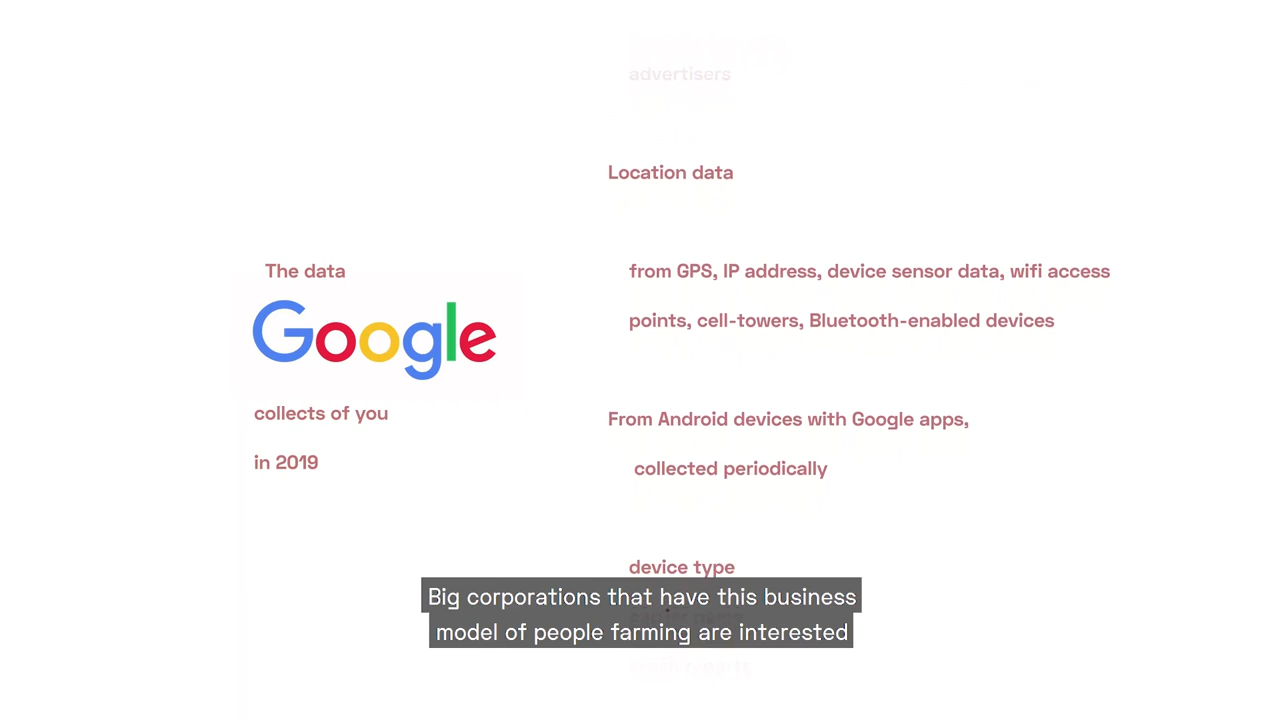 advertisers
Location data
The data
Google
collects of you
in 2019
from GPS, IP address, device sensor data, wifi access
points, cell-towers, Bluetooth-enabled devices
From Android devices with Google apps,
collected periodically
device type
Big corporations that have this business
model of people farming are interested